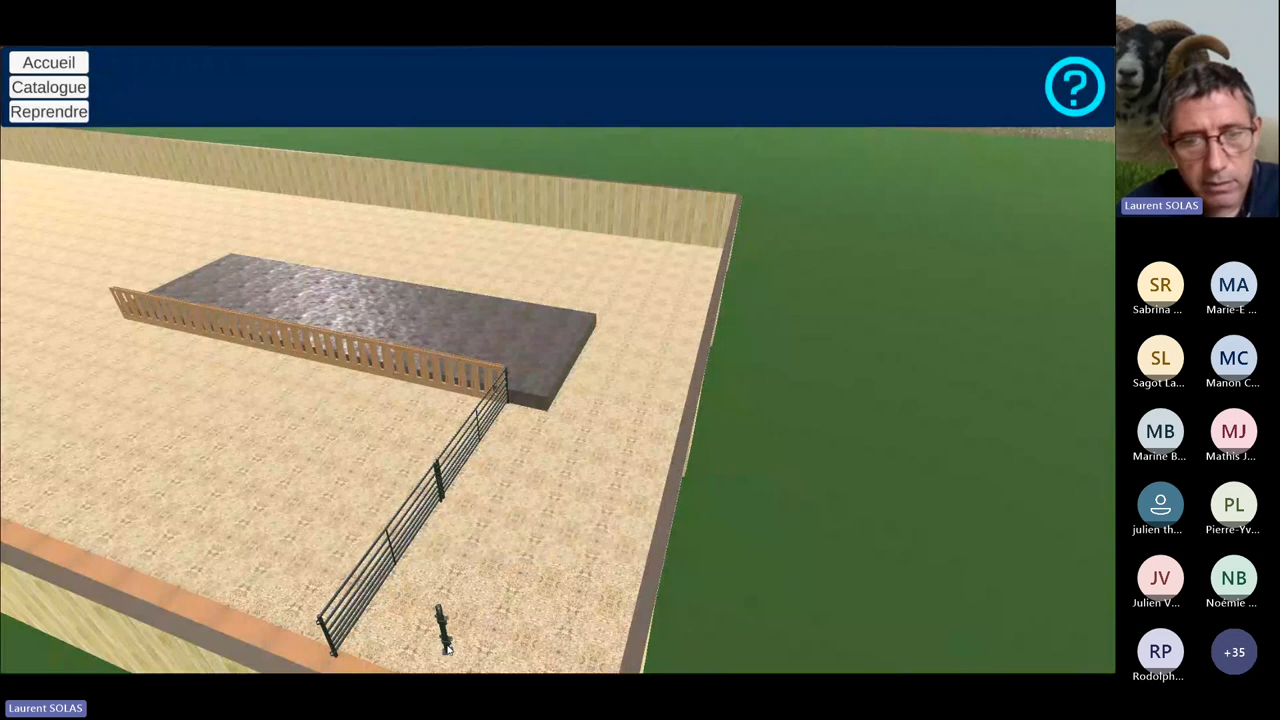 Accueil
Catalogue
Reprendre
?
Laurent SOLAS
SR
MA
Sabrina ...
Marie-E ...
SL
MC
Sagot La...
Manon C...
MB
MJ
Marine B...
Mathis J...
PL
julien th...
Pierre-Yv...
JV
NB
Julien V...
Noémie ...
RP
+35
Rodolph...
Laurent SOLAS